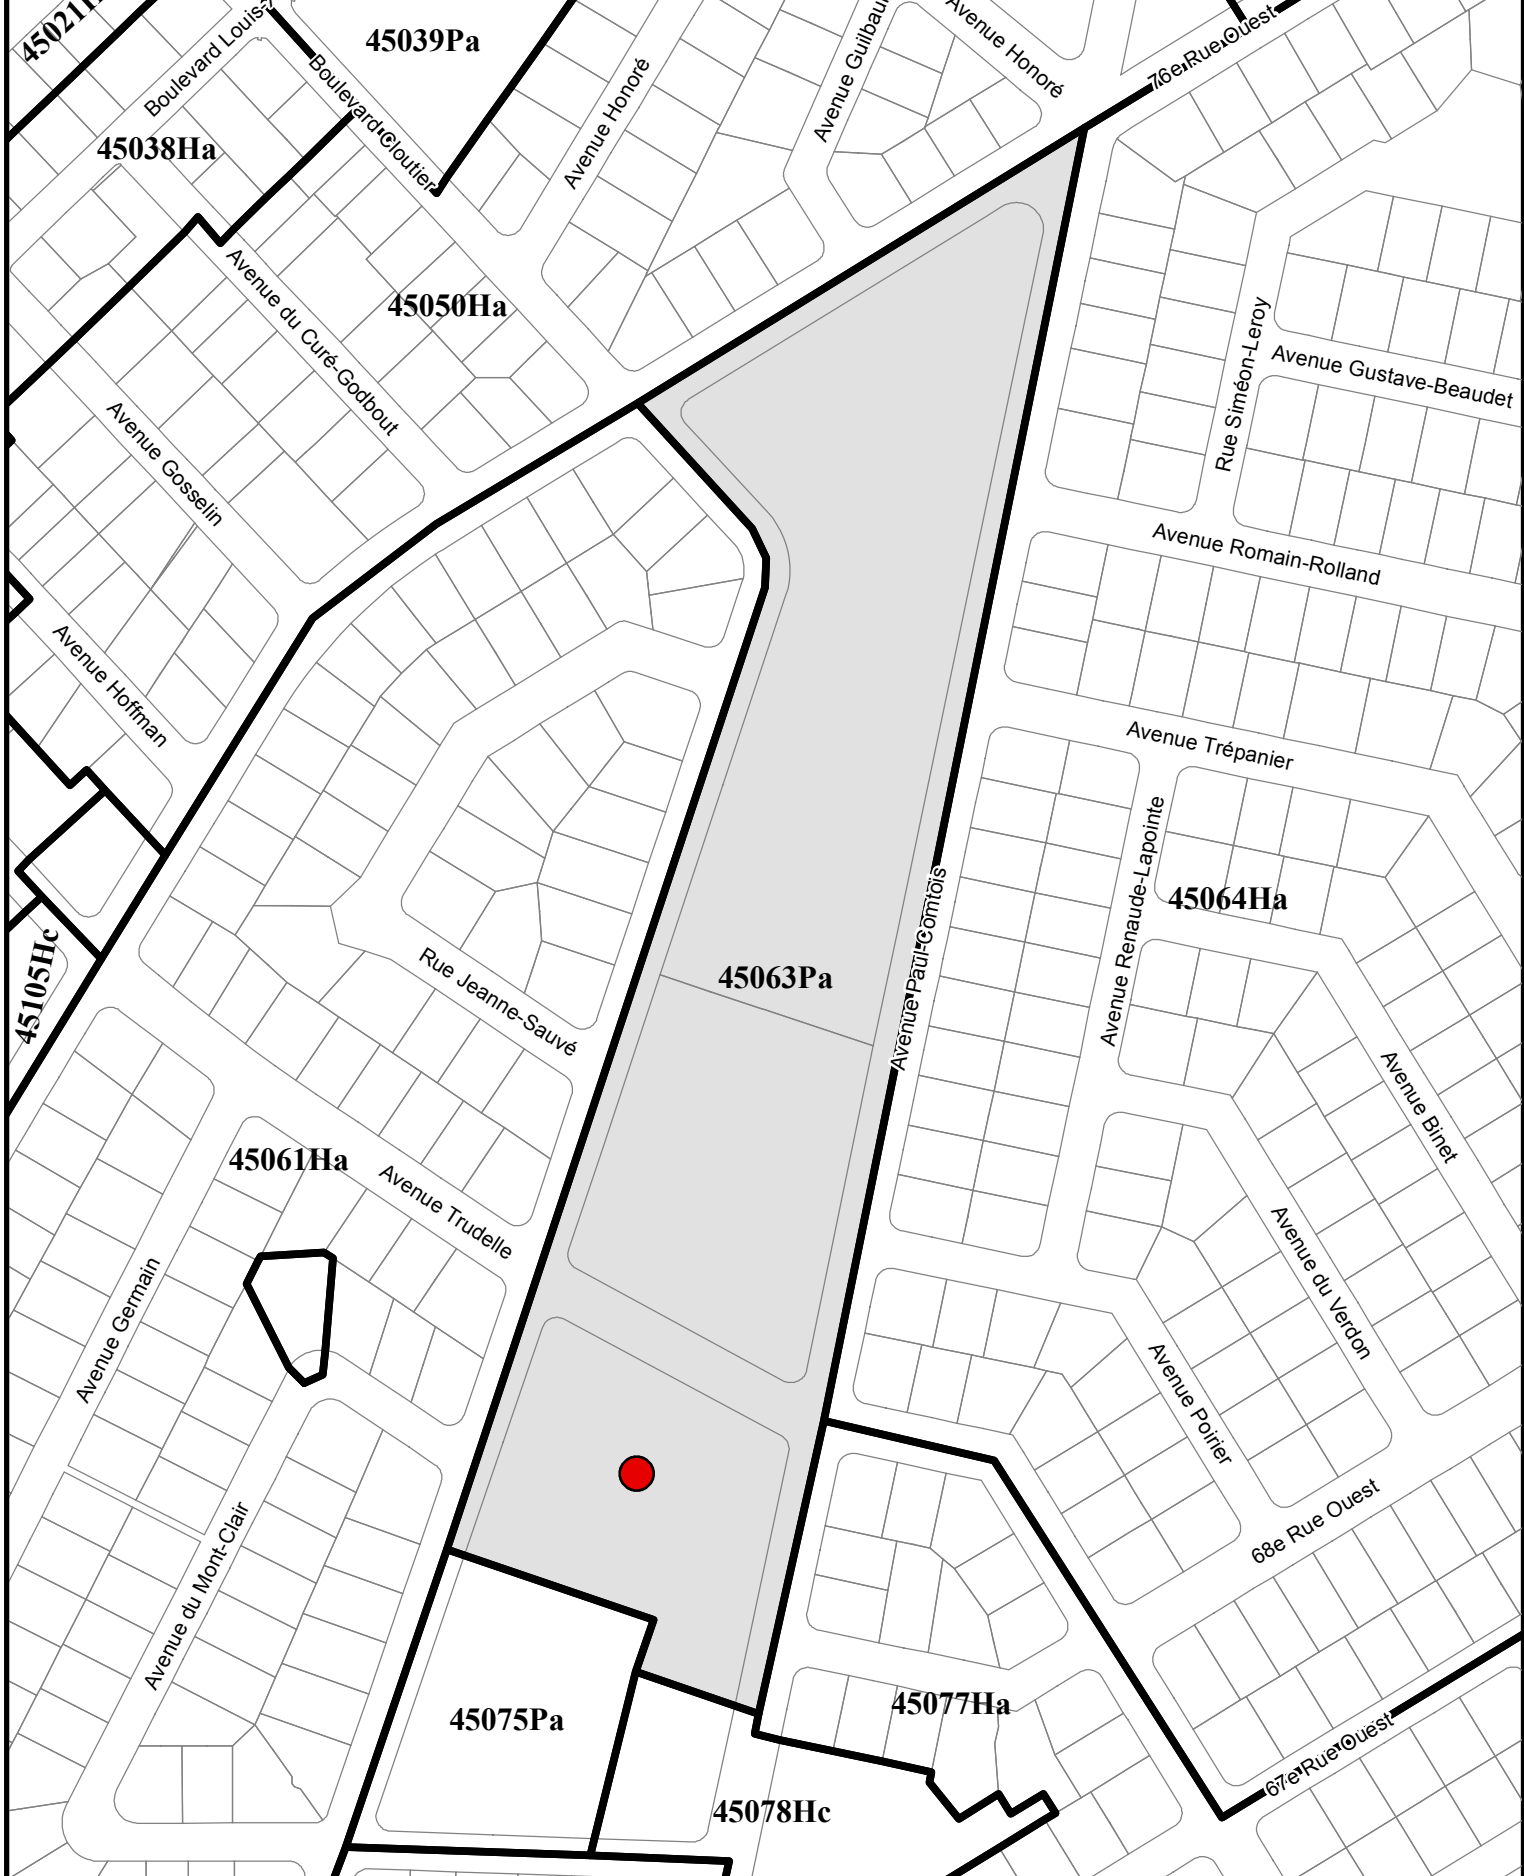 45039Pa
Boulevard Louis-
45038Ha
Boulevard Cloutier
Avenue Honoré
Avenue Honoré
76e Rue Ouest
Avenue du Curé-Godbout
45050Ha
Avenue Gosselin
Rue Siméon-Leroy
Avenue Gustave-Beaudet
Avenue Romain-Rolland
Avenue Hoffman
Avenue Trépanier
Avenue Renaude-Lapointe
45064Ha
45105Hc
Rue Jeanne-Sauvé
45063Pa
Avenue Paul-Comtois
Avenue Binet
45061Ha
Avenue Trudelle
Avenue Germain
Avenue du Verdon
Avenue Poirier
Avenue du Mont-Clair
68e Rue Ouest
45075Pa
45077Ha
67e Rue Ouest
45078Hc